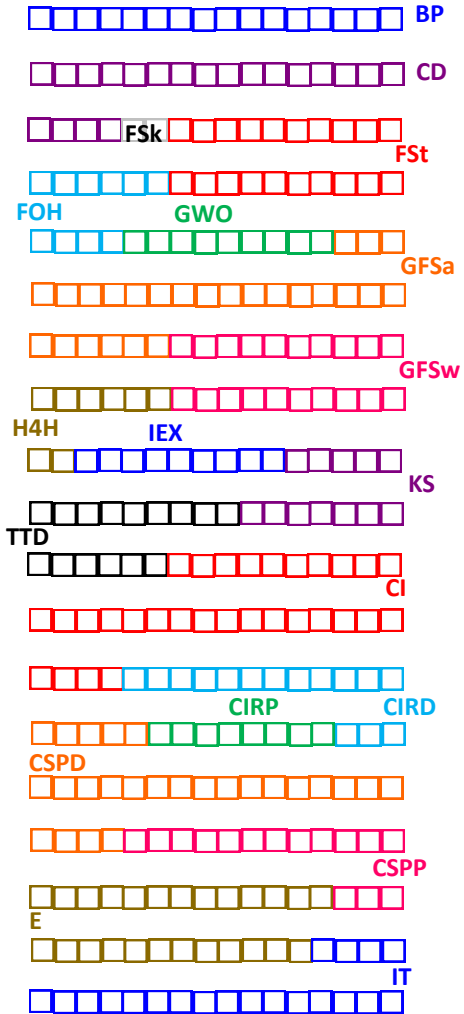 BP
CD
FSk
FSt
FOH GWO
GFSa
GFSw
H4H IEX
KS
TTD
CI
CIRP CIRD
CSPD
CSPP
E
IT